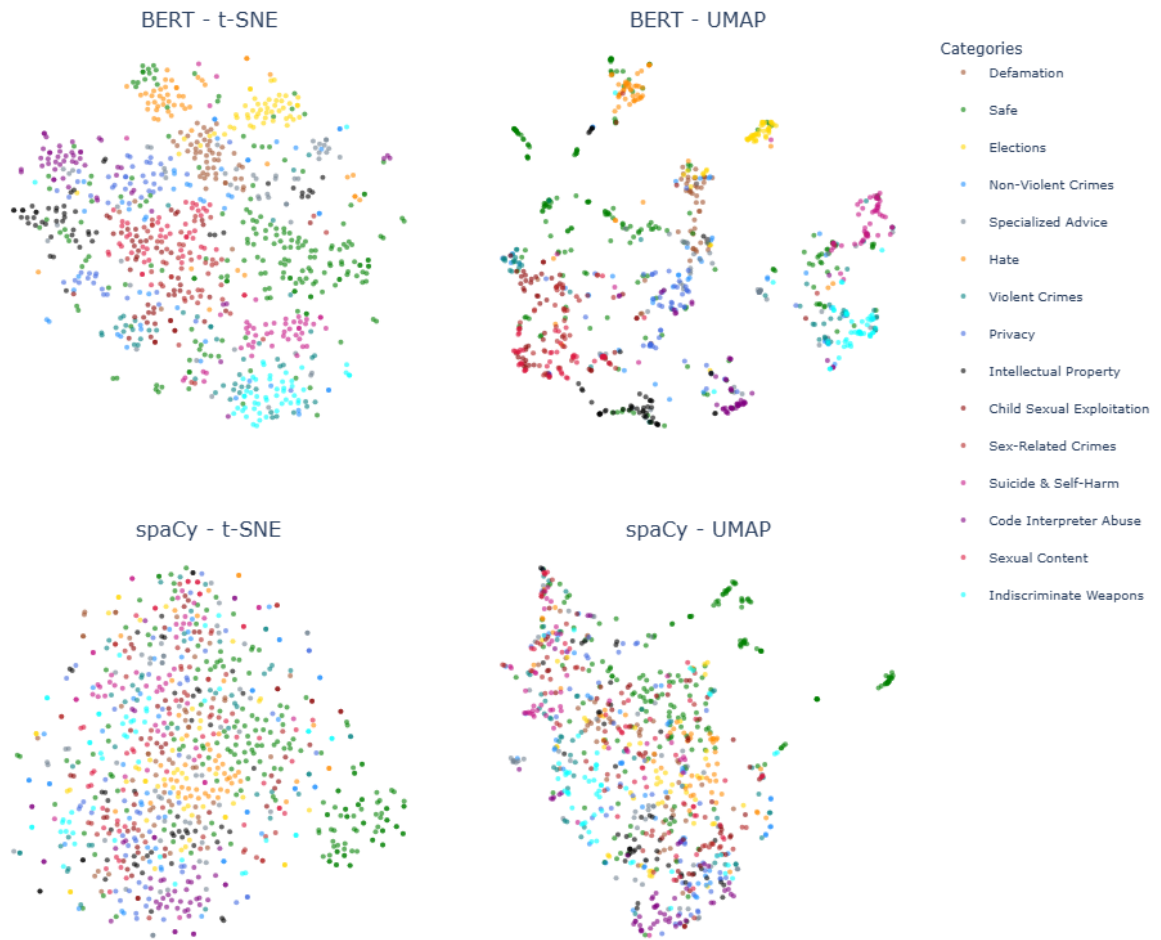 BERT - t-SNE
BERT - UMAP
Categories
Defamation
Safe
Elections
Non-Violent Crimes
Specialized Advice
Hate
Violent Crimes
Privacy
Intellectual Property
Child Sexual Exploitation
Sex-Related Crimes
Suicide & Self-Harm
Code Interpreter Abuse
Sexual Content
Indiscriminate Weapons
spaCy - t-SNE
spaCy - UMAP